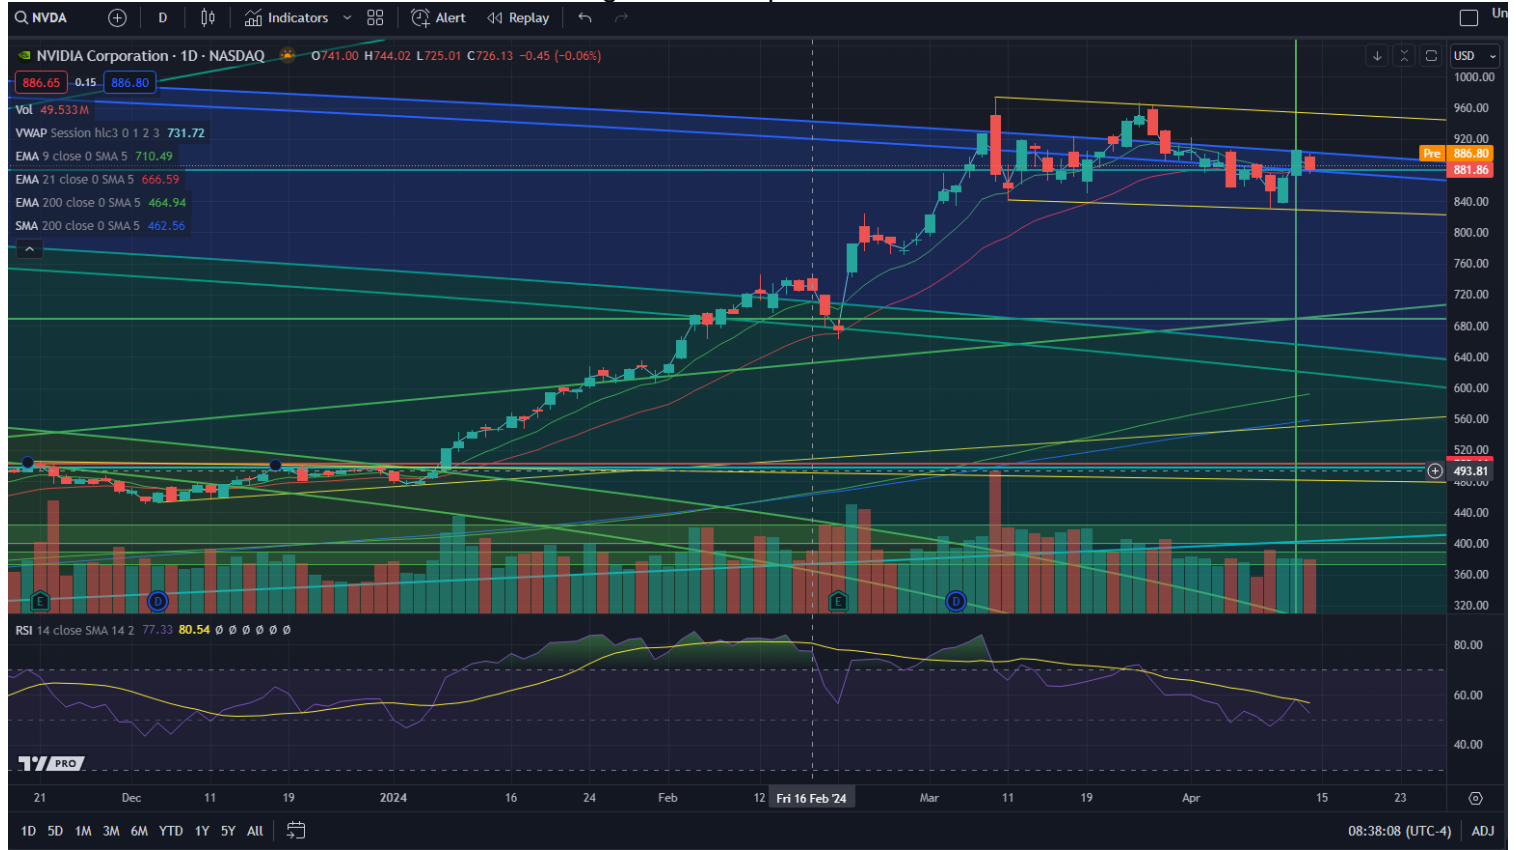 NVDA D Indicators Alert Replay Un
NVIDIA Corporation · 1D · NASDAQ O741.00 H744.02 L725.01 C726.13 −0.45 (−0.06%) USD
886.65 0.15 886.80
Vol 49.533M
VWAP Session hlc3 0 1 2 3 731.72
EMA 9 close 0 SMA 5 710.49
EMA 21 close 0 SMA 5 666.59
EMA 200 close 0 SMA 5 464.94
SMA 200 close 0 SMA 5 462.56
1000.00
960.00
920.00
Pre 886.80
881.86
840.00
800.00
760.00
720.00
680.00
640.00
600.00
560.00
520.00
493.81
480.00
440.00
400.00
360.00
320.00
E D E D
RSI 14 close SMA 14 2 77.33 80.54 Ø Ø Ø Ø Ø Ø
80.00
60.00
40.00
PRO
21 Dec 11 19 2024 16 24 Feb 12 Fri 16 Feb '24 Mar 11 19 Apr 15 23
1D 5D 1M 3M 6M YTD 1Y 5Y All 08:38:08 (UTC-4) ADJ